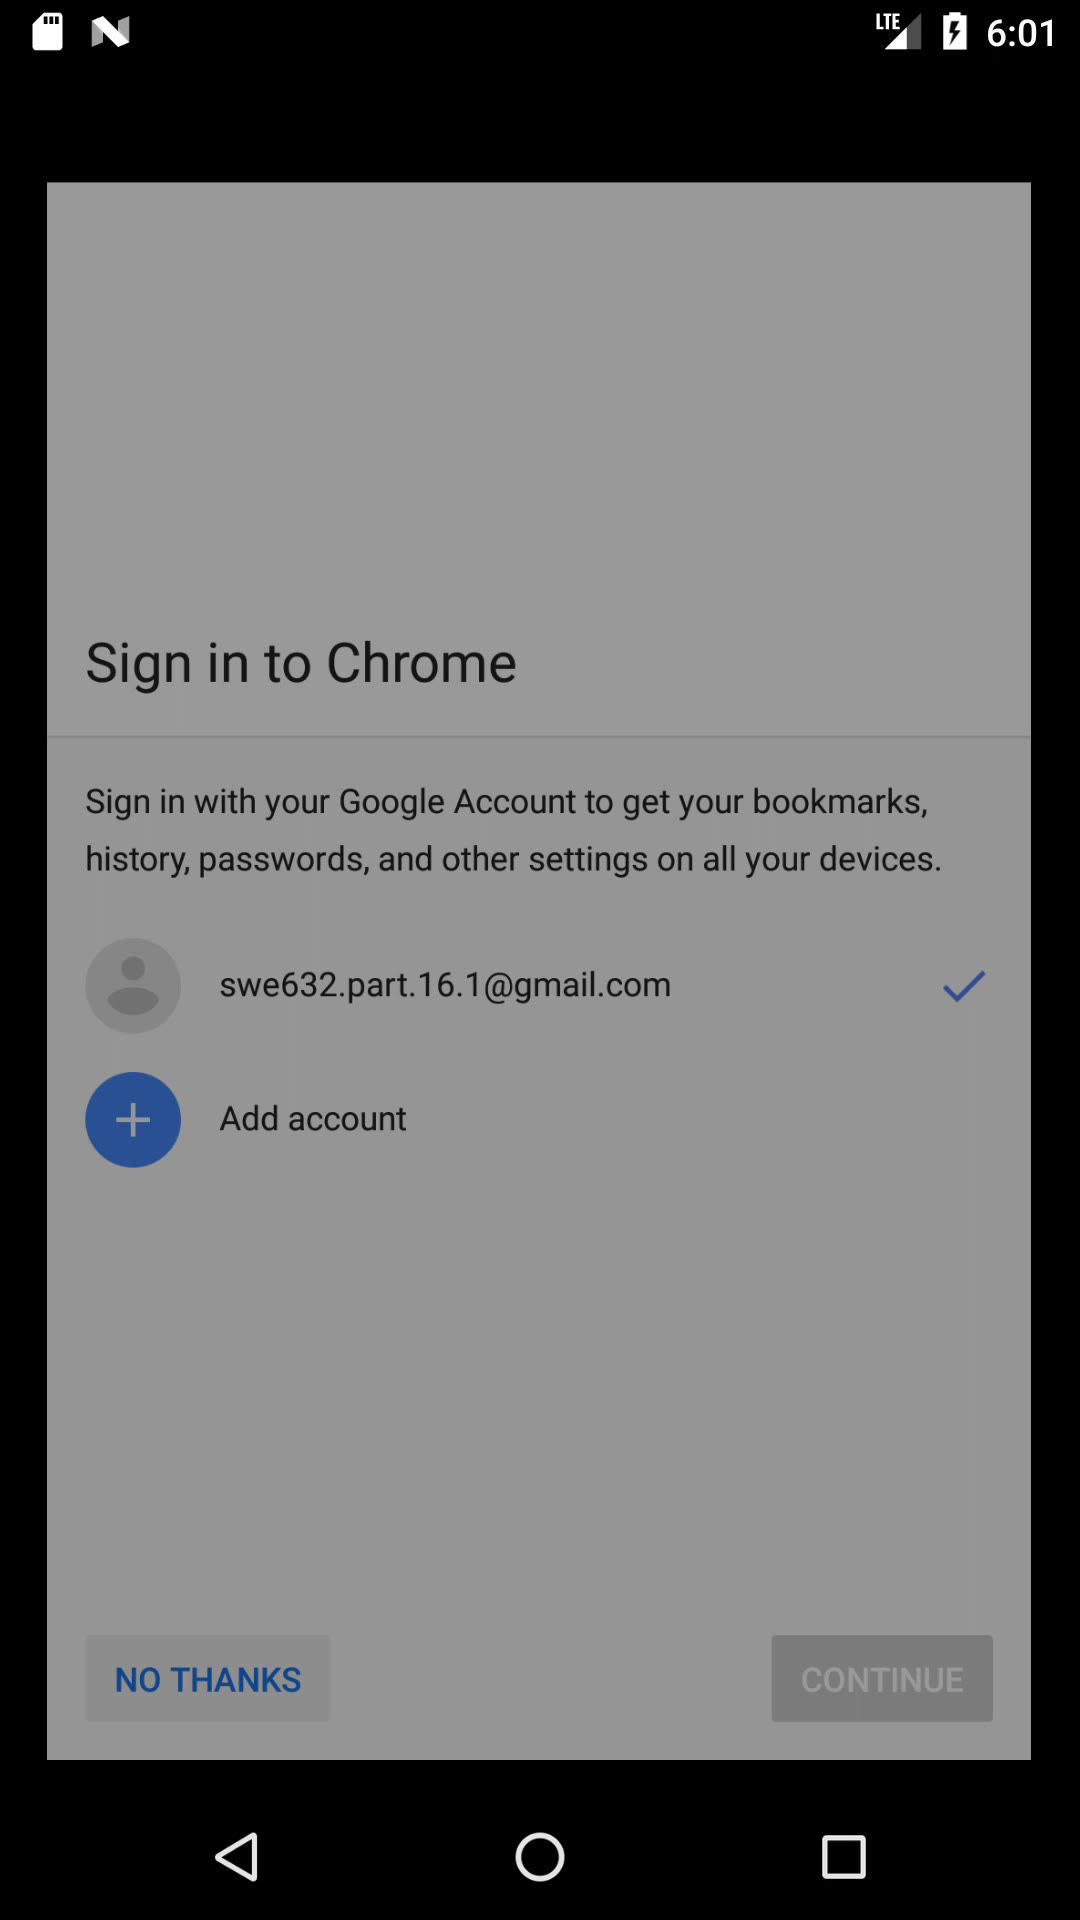 LTE 6:01
Sign in to Chrome
Sign in with your Google Account to get your bookmarks,
history, passwords, and other settings on all your devices.
swe632.part.16.1@gmail.com
Add account
NO THANKS CONTINUE